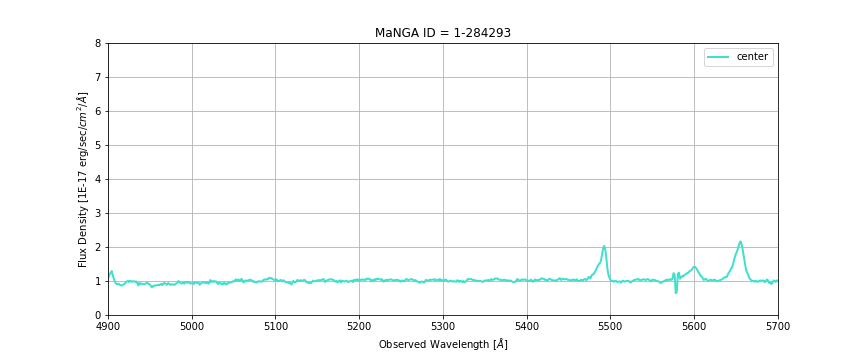 MaNGA ID = 1-284293
center
Flux Density [1E-17 erg/sec/cm²/Å]
8
7
6
5
4
3
2
1
0
4900 5000 5100 5200 5300 5400 5500 5600 5700
Observed Wavelength [Å]